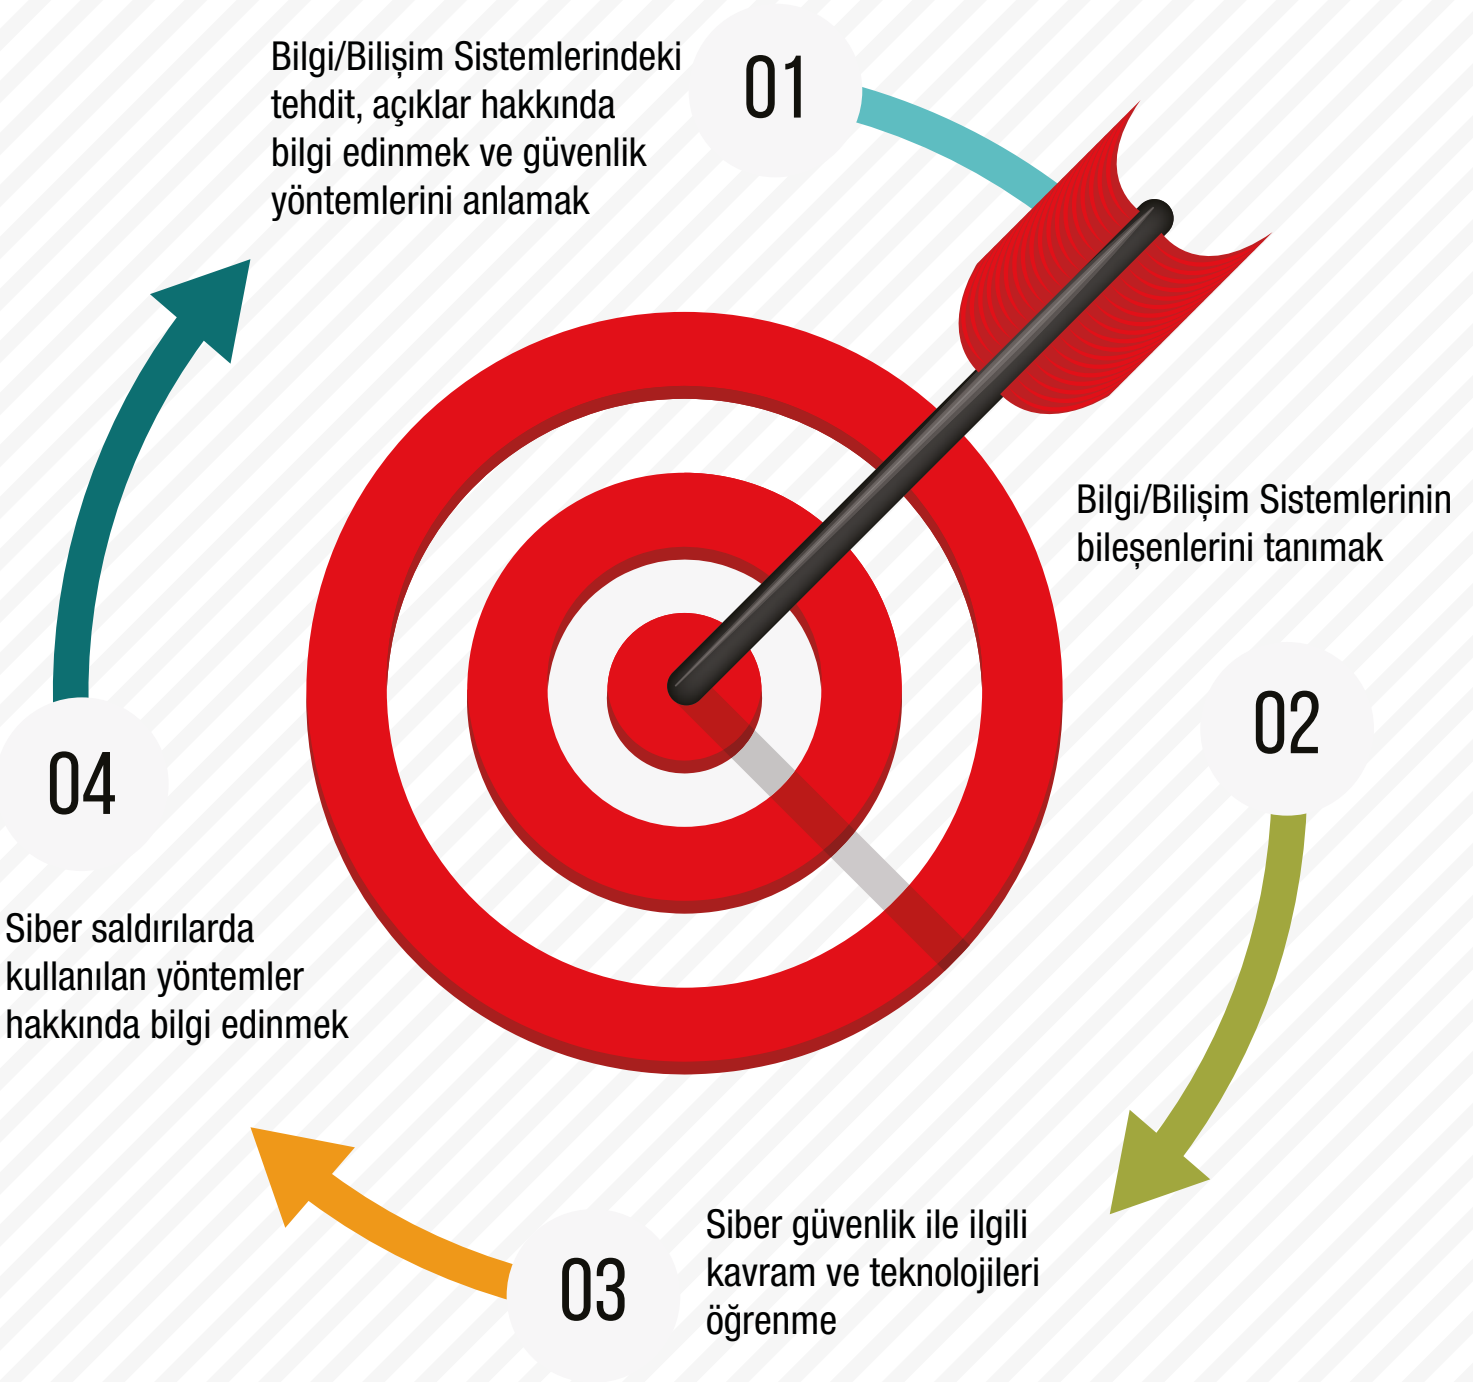 Bilgi/Bilişim Sistemlerindeki
tehdit, açıklar hakkında
bilgi edinmek ve güvenlik
yöntemlerini anlamak
01
Bilgi/Bilişim Sistemlerinin
bileşenlerini tanımak
02
Siber güvenlik ile ilgili
kavram ve teknolojileri
öğrenme
03
04
Siber saldırılarda
kullanılan yöntemler
hakkında bilgi edinmek